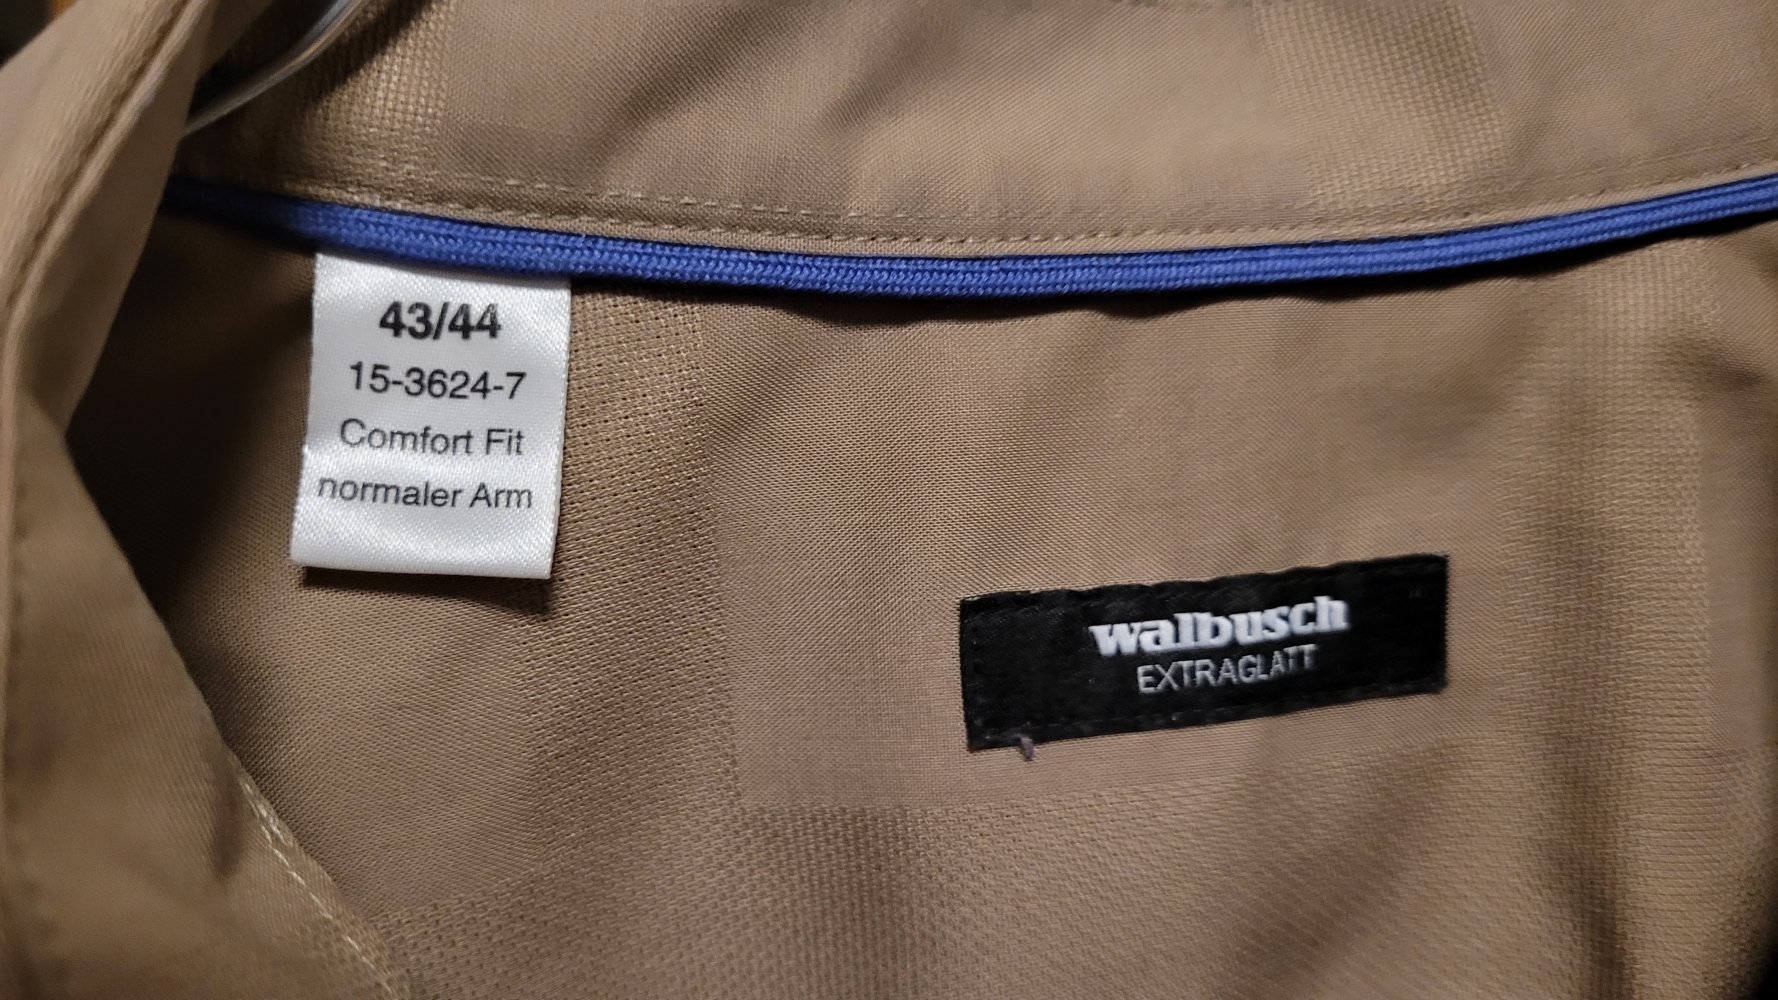 43/44
15-3624-7
Comfort Fit
normaler Arm
walbusch
EXTRAGLATT